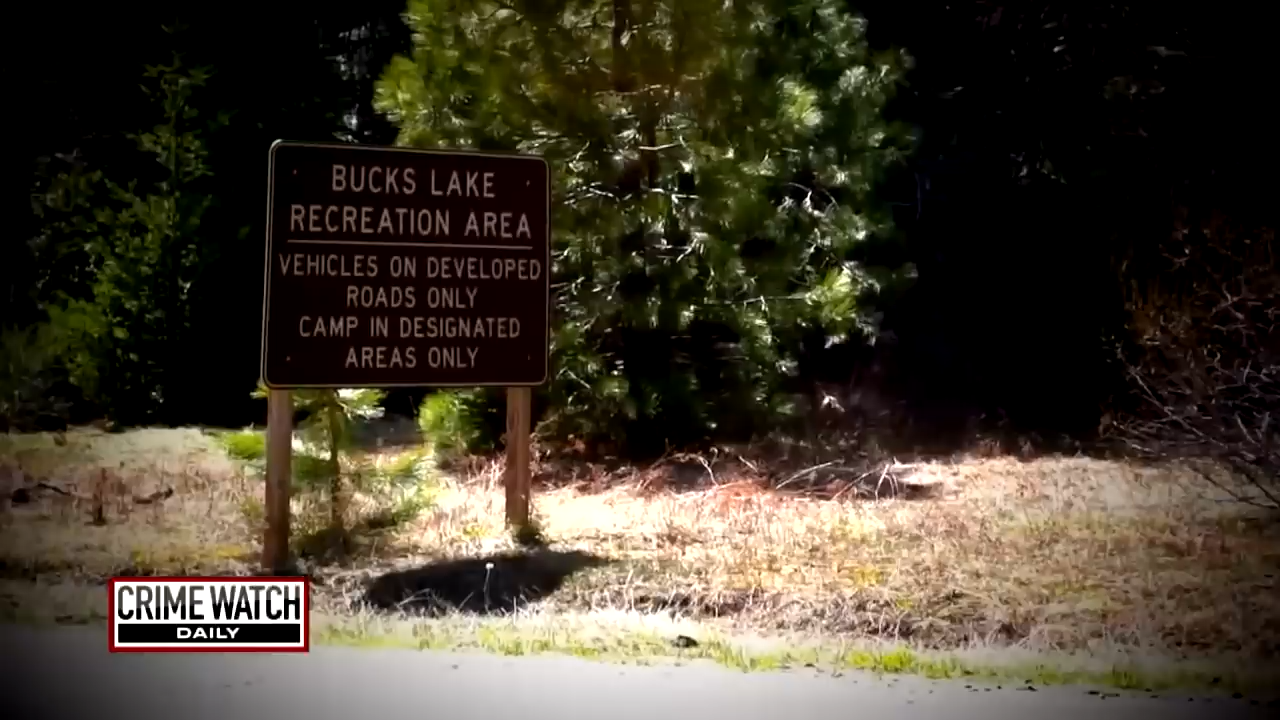 BUCKS LAKE
RECREATION AREA
VEHICLES ON DEVELOPED
ROADS ONLY
CAMP IN DESIGNATED
AREAS ONLY
CRIME WATCH
DAILY